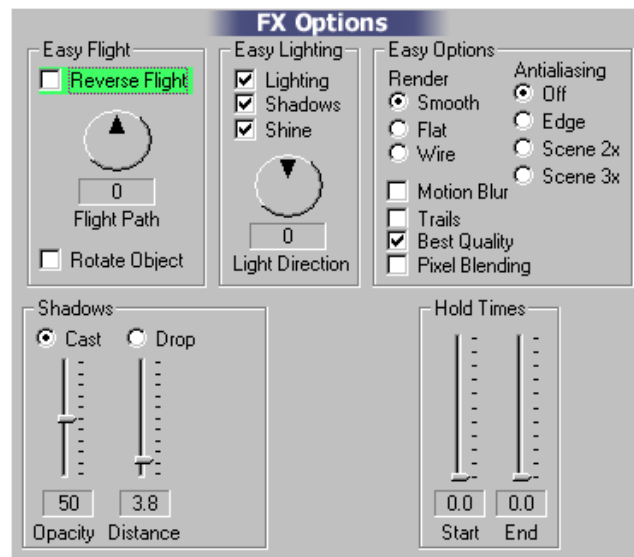 FX Options
Easy Flight
Reverse Flight
0
Flight Path
Rotate Object
Easy Lighting
Lighting
Shadows
Shine
0
Light Direction
Easy Options
Render
Smooth
Flat
Wire
Antialiasing
Off
Edge
Scene 2x
Scene 3x
Motion Blur
Trails
Best Quality
Pixel Blending
Shadows
Cast
Drop
50
3.8
Opacity
Distance
Hold Times
0.0
0.0
Start
End